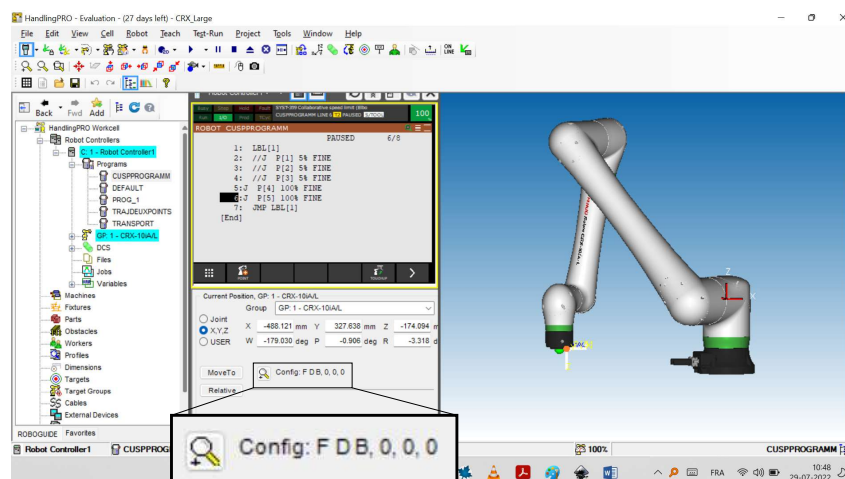 HandlingPRO - Evaluation - (27 days left) - CRX_Large
File Edit View Cell Robot Teach Test-Run Project Tools Window Help
Back Fwd Add
HandlingPRO Workcell
Robot Controllers
C: 1 - Robot Controller1
Programs
CUSPPROGRAMM
DEFAULT
PROG_1
TRAJDEUXPOINTS
TRANSPORT
GP: 1 - CRX-10iA/L
DCS
Files
Jobs
Variables
Machines
Fixtures
Parts
Obstacles
Workers
Profiles
Dimensions
Targets
Target Groups
Cables
External Devices
ROBOGUIDE Favorites
Busy Step Hold Fault SYST-319 Collaborative speed limit
CUSPPROGRAMM LINE 6 T2 PAUSED
100
ROBOT CUSPPROGRAMM
PAUSED 6/8
1: LBL[1]
2: //J P[1] 5% FINE
3: //J P[2] 5% FINE
4: //J P[3] 5% FINE
5:J P[4] 100% FINE
6:J P[5] 100% FINE
7: JMP LBL[1]
[End]
POINT TOUCHUP
Current Position, GP: 1 - CRX-10iA/L
Group GP: 1 - CRX-10iA/L
Joint
X,Y,Z
USER
X -488.121 mm Y 327.638 mm Z -174.094 m
W -179.030 deg P -0.906 deg R -3.318 d
MoveTo
Config: F D B, 0, 0, 0
Relative
Config: F D B, 0, 0, 0
Z
Robot Controller1 CUSPPROG
100%
CUSPPROGRAMM
FRA
10:48
29-07-2022